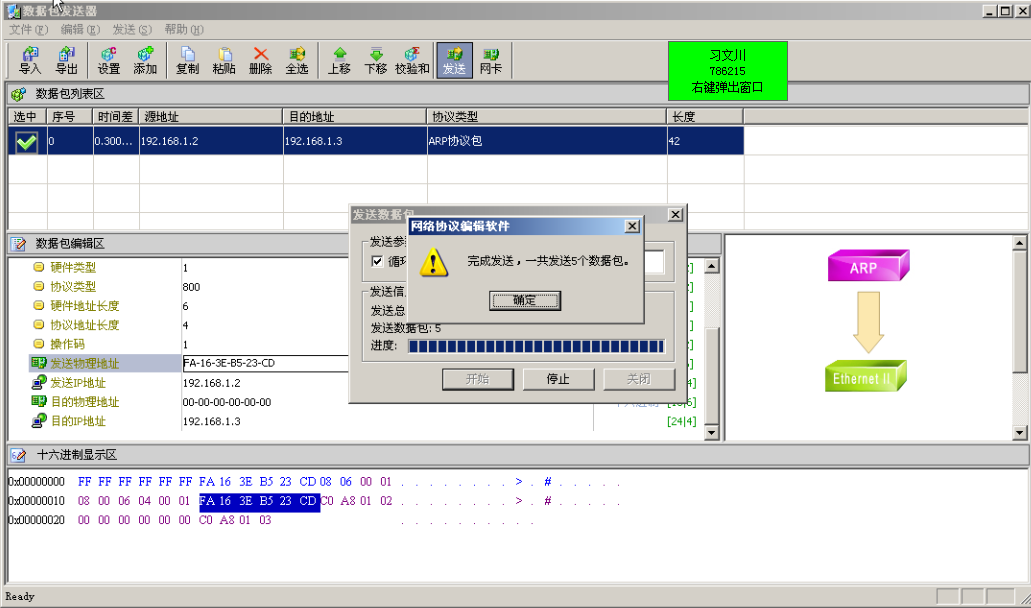 数据包发送器
文件(F) 编辑(E) 发送(S) 帮助(H)
导入 导出 设置 添加 复制 粘贴 删除 全选 上移 下移 校验和 发送 网卡
习文川
786215
右键弹出窗口
数据包列表区
选中 序号 时间差 源地址 目的地址 协议类型 长度
0 0.300... 192.168.1.2 192.168.1.3 ARP协议包 42
发送数据包
网络协议编辑软件
完成发送，一共发送5个数据包。
确定
发送参
循环
发送信
发送总
发送数据包: 5
进度:
开始 停止 关闭
数据包编辑区
硬件类型 1
协议类型 800
硬件地址长度 6
协议地址长度 4
操作码 1
发送物理地址 FA-16-3E-B5-23-CD
发送IP地址 192.168.1.2
目的物理地址 00-00-00-00-00-00
目的IP地址 192.168.1.3 [24|4]
ARP
Ethernet II
十六进制显示区
0x00000000 FF FF FF FF FF FF FA 16 3E B5 23 CD 08 06 00 01 . . . . . . . . > . # . . . . .
0x00000010 08 00 06 04 00 01 FA 16 3E B5 23 CD C0 A8 01 02 . . . . . . . . > . # . . . . .
0x00000020 00 00 00 00 00 00 C0 A8 01 03 . . . . . . . . . .
Ready